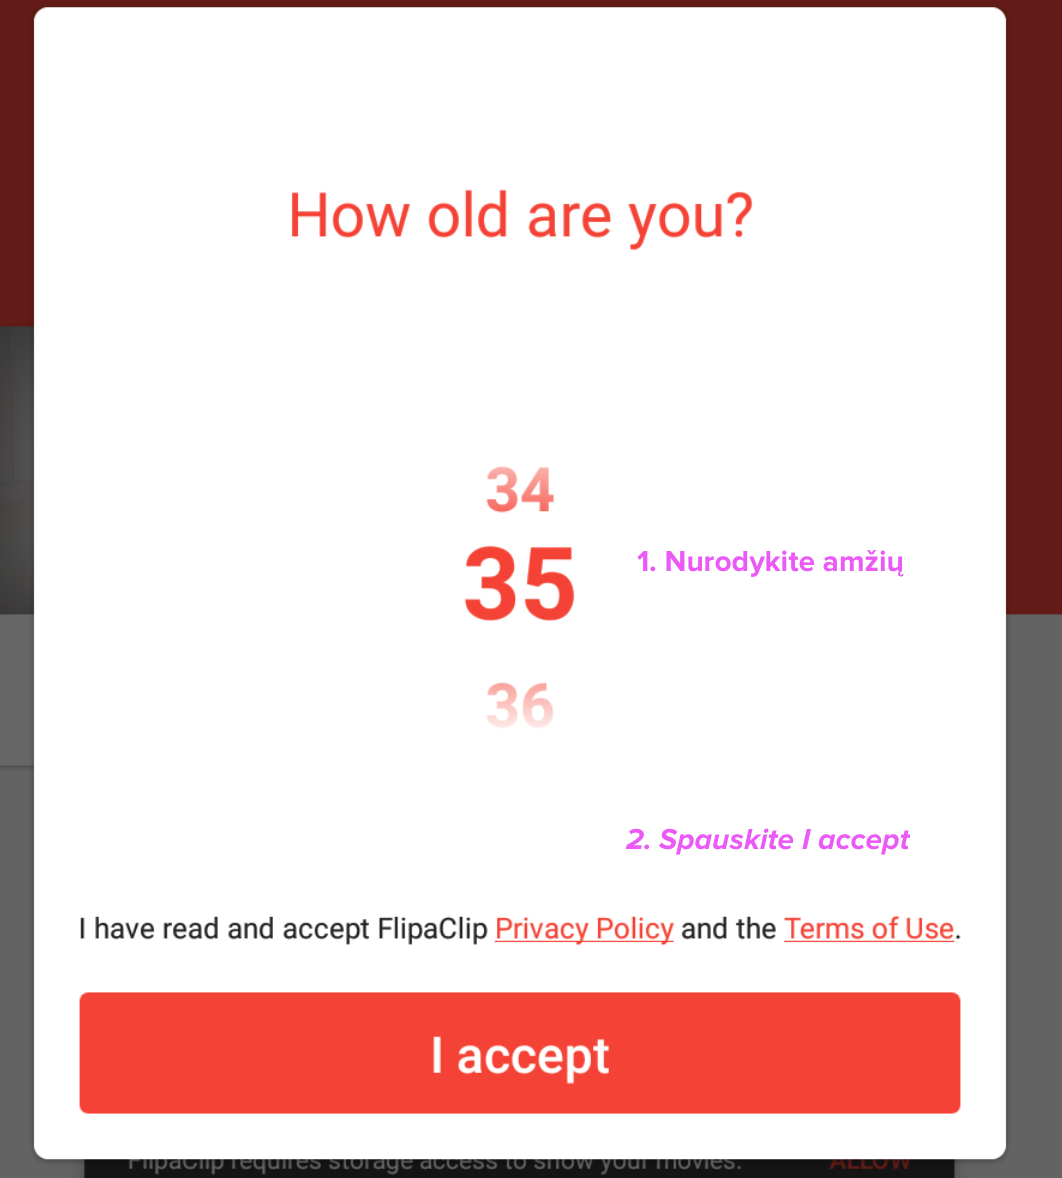 How old are you?
34
35
1. Nurodykite amžių
36
2. Spauskite I accept
I have read and accept FlipaClip Privacy Policy and the Terms of Use.
I accept
FlipaClip requires storage access to show your movies. ALLOW